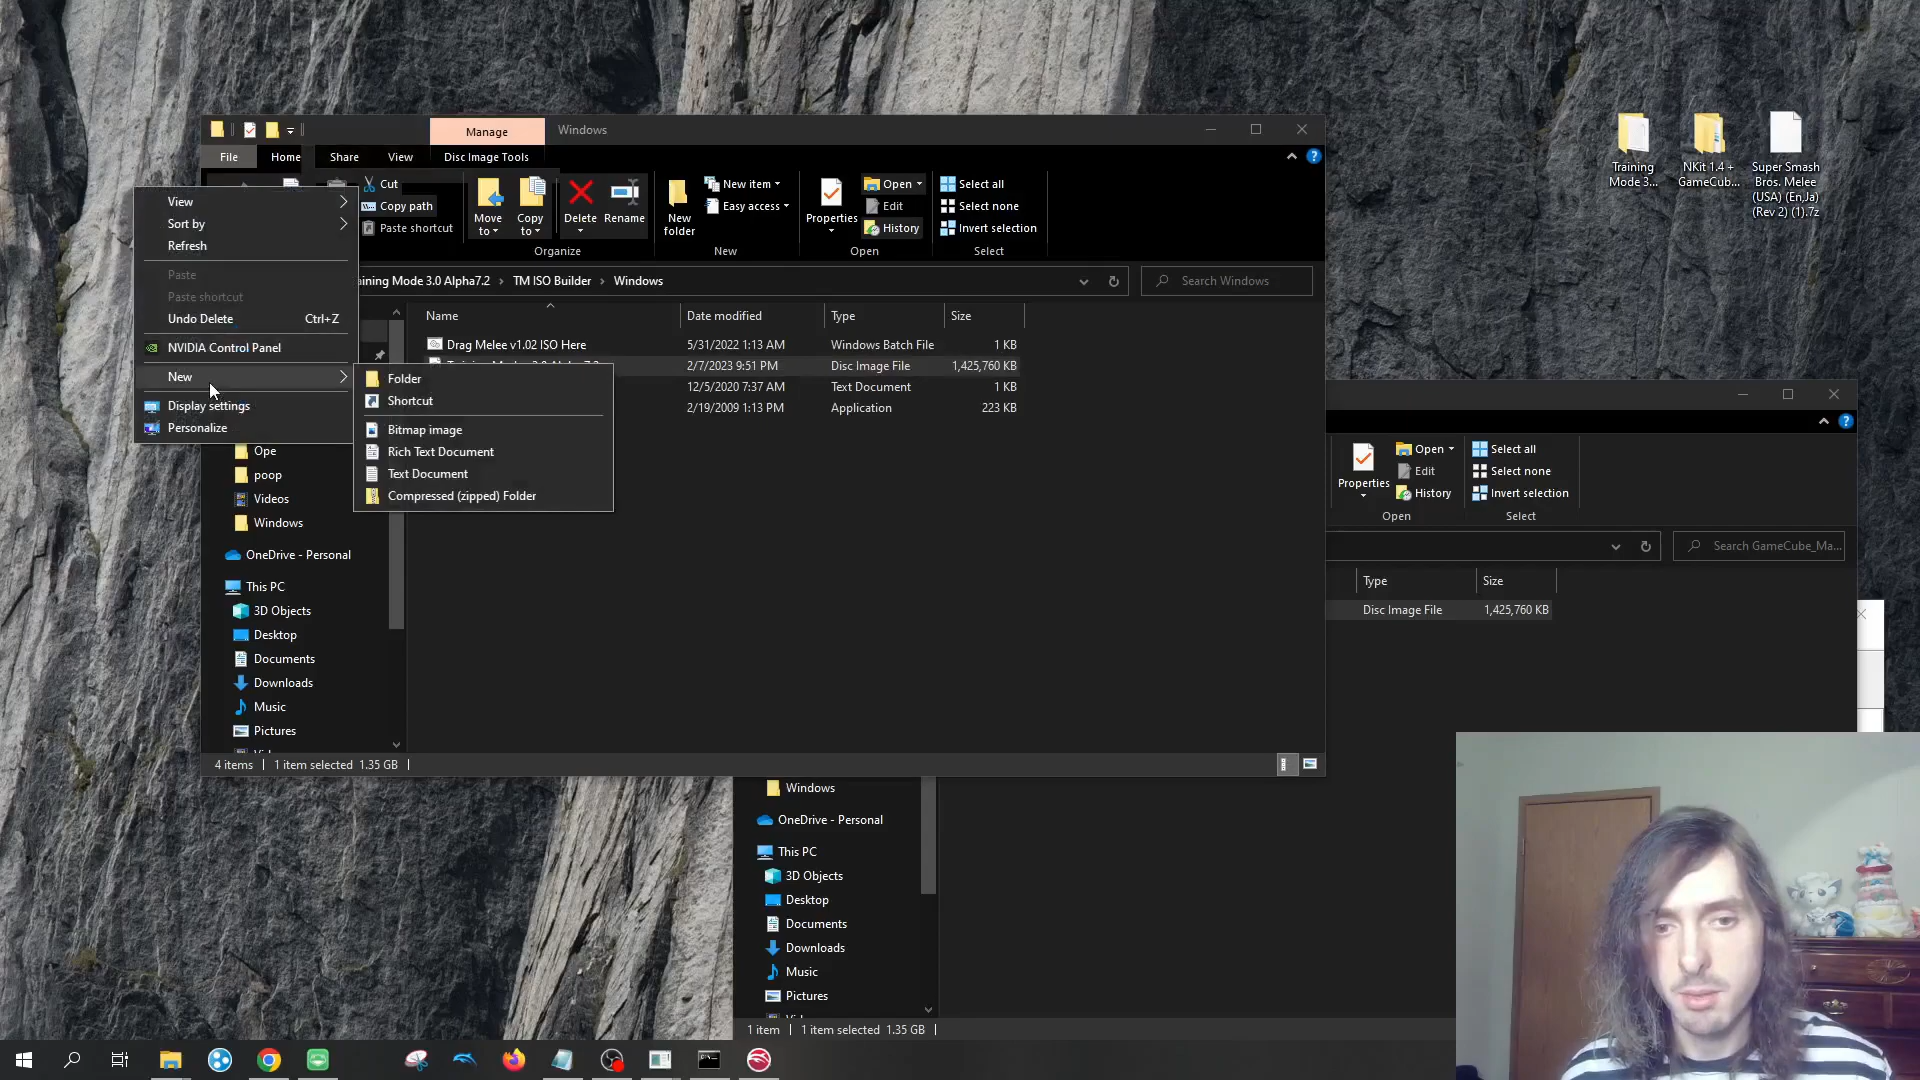 Manage
Windows
File
Home
Share
View
Disc Image Tools
Cut
Copy path
Paste shortcut
Move to
Copy to
Delete
Rename
New folder
New item
Easy access
Properties
Open
Edit
History
Select all
Select none
Invert selection
Organize
New
Open
Select
aining Mode 3.0 Alpha7.2 > TM ISO Builder > Windows
Search Windows
Name
Date modified
Type
Size
Drag Melee v1.02 ISO Here
5/31/2022 1:13 AM
Windows Batch File
1 KB
2/7/2023 9:51 PM
Disc Image File
1,425,760 KB
12/5/2020 7:37 AM
Text Document
1 KB
2/19/2009 1:13 PM
Application
223 KB
View
Sort by
Refresh
Paste
Paste shortcut
Undo Delete
Ctrl+Z
NVIDIA Control Panel
New
Display settings
Personalize
Folder
Shortcut
Bitmap image
Rich Text Document
Text Document
Compressed (zipped) Folder
Ope
poop
Videos
Windows
OneDrive - Personal
This PC
3D Objects
Desktop
Documents
Downloads
Music
Pictures
4 items
1 item selected 1.35 GB
Training Mode 3...
NKit 1.4 + GameCub...
Super Smash
Bros. Melee
(USA) (En,Ja)
(Rev 2) (1).7z
Properties
Open
Edit
History
Select all
Select none
Invert selection
Open
Select
Search GameCube_Ma...
Type
Size
Disc Image File
1,425,760 KB
Windows
OneDrive - Personal
This PC
3D Objects
Desktop
Documents
Downloads
Music
Pictures
1 item
1 item selected 1.35 GB